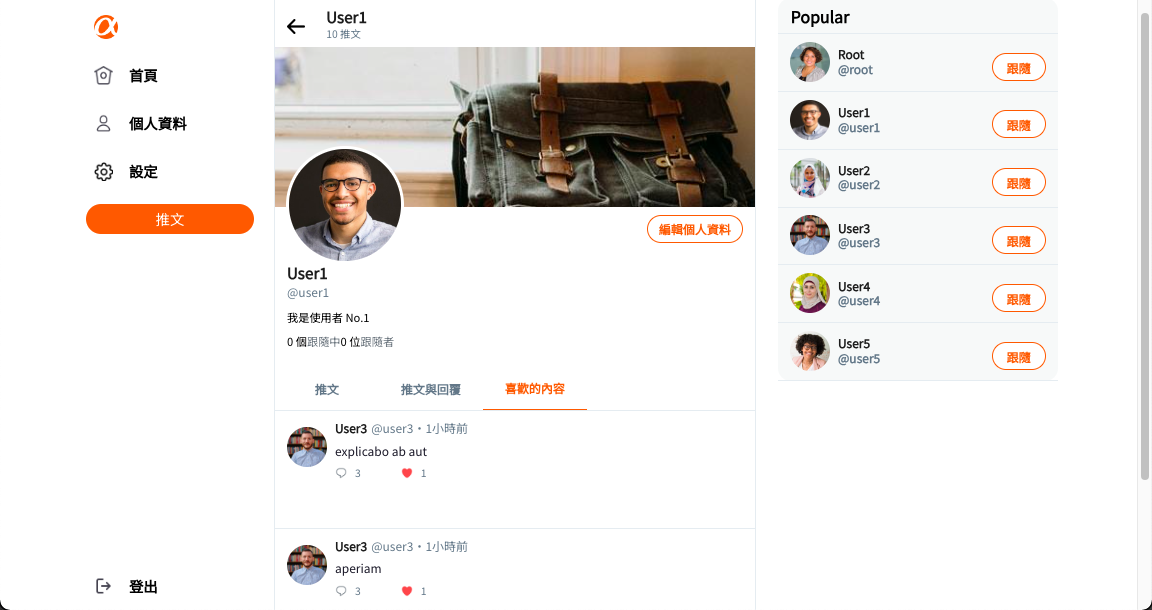 首頁
個人資料
設定
推文
登出
User1
10 推文
編輯個人資料
User1
@user1
我是使用者 No.1
0 個跟隨中0 位跟隨者
推文
推文與回覆
喜歡的內容
User3 @user3・1小時前
explicabo ab aut
3 1
User3 @user3・1小時前
aperiam
3 1
Popular
Root
@root
跟隨
User1
@user1
跟隨
User2
@user2
跟隨
User3
@user3
跟隨
User4
@user4
跟隨
User5
@user5
跟隨